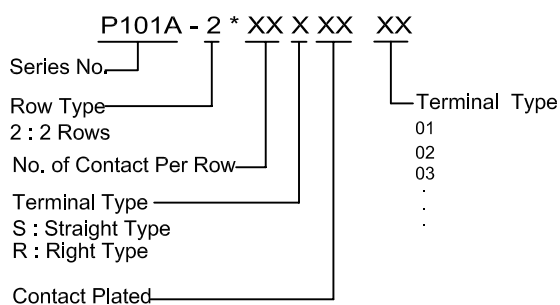 P101A - 2 * XX X XX XX
Series No.
Row Type
2 : 2 Rows
No. of Contact Per Row
Terminal Type
S : Straight Type
R : Right Type
Contact Plated
Terminal Type
01
02
03
.
.
.